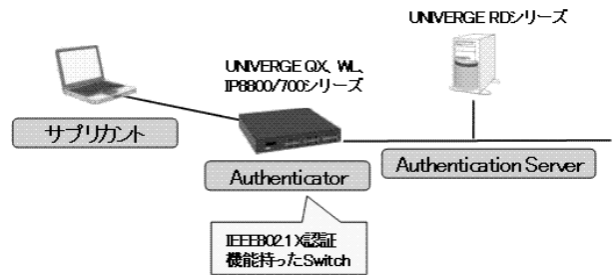 UNIVERGE RDシリーズ
UNIVERGE QX、WL、
IP8800/700シリーズ
サプリカント
Authenticator
Authentication Server
IEEE802.1X認証
機能持ったSwitch